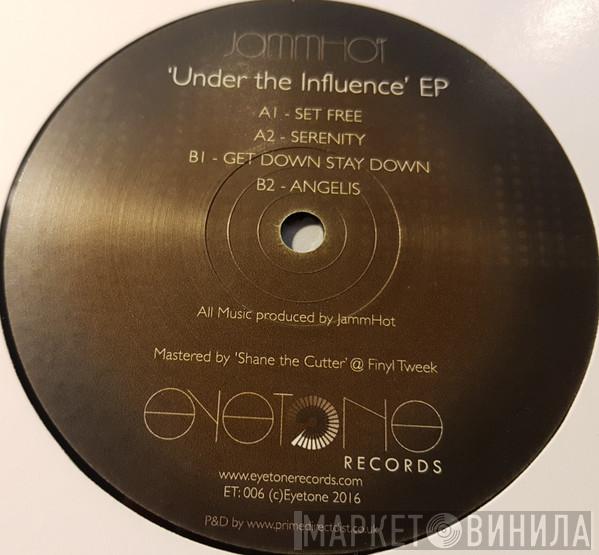 JammHot
'Under the Influence' EP
A1 - SET FREE
A2 - SERENITY
B1 - GET DOWN STAY DOWN
B2 - ANGELIS
All Music produced by JammHot
Mastered by 'Shane the Cutter' @ Finyl Tweek
EYETONE
RECORDS
www.eyetonerecords.com
ET: 006 (c)Eyetone 2016
P&D by www.primedirectdist.co.uk
МАРКЕТ ВИНИЛА